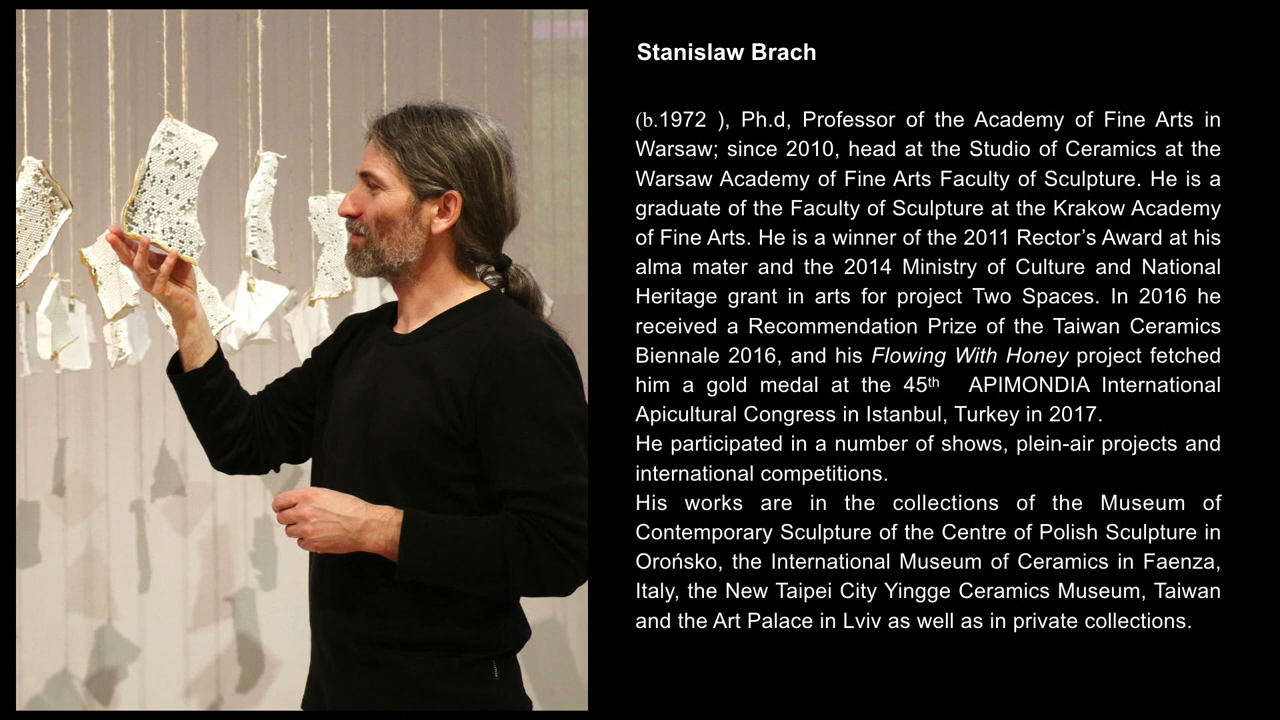 Stanislaw Brach
(b.1972 ), Ph.d, Professor of the Academy of Fine Arts in
Warsaw; since 2010, head at the Studio of Ceramics at the
Warsaw Academy of Fine Arts Faculty of Sculpture. He is a
graduate of the Faculty of Sculpture at the Krakow Academy
of Fine Arts. He is a winner of the 2011 Rector’s Award at his
alma mater and the 2014 Ministry of Culture and National
Heritage grant in arts for project Two Spaces. In 2016 he
received a Recommendation Prize of the Taiwan Ceramics
Biennale 2016, and his Flowing With Honey project fetched
him a gold medal at the 45th APIMONDIA International
Apicultural Congress in Istanbul, Turkey in 2017.
He participated in a number of shows, plein-air projects and
international competitions.
His works are in the collections of the Museum of
Contemporary Sculpture of the Centre of Polish Sculpture in
Orońsko, the International Museum of Ceramics in Faenza,
Italy, the New Taipei City Yingge Ceramics Museum, Taiwan
and the Art Palace in Lviv as well as in private collections.